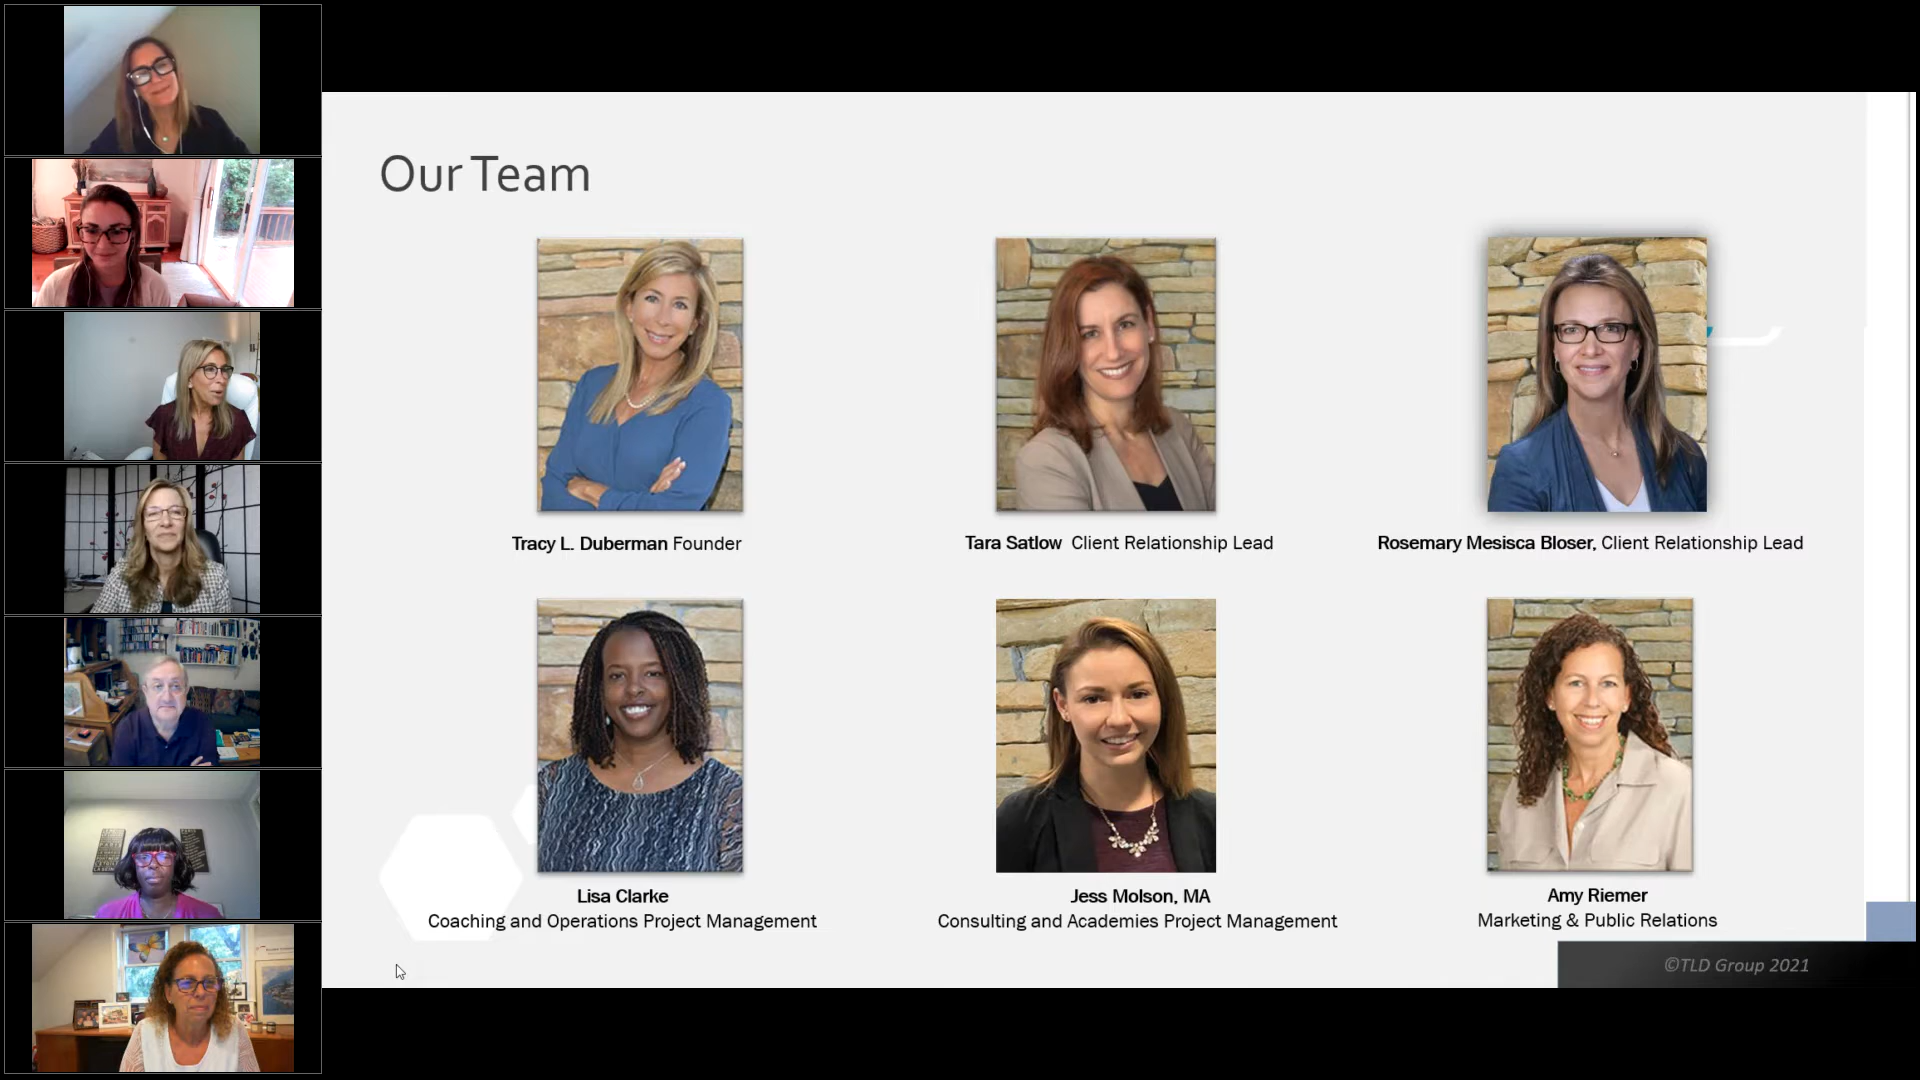 Our Team
Tracy L. Duberman Founder
Tara Satlow Client Relationship Lead
Rosemary Mesisca Bloser, Client Relationship Lead
Lisa Clarke
Coaching and Operations Project Management
Jess Molson, MA
Consulting and Academies Project Management
Amy Riemer
Marketing & Public Relations
©TLD Group 2021